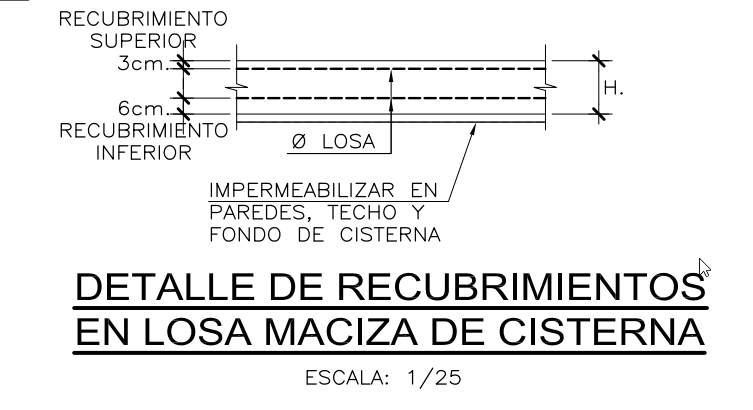 RECUBRIMIENTO
SUPERIOR
3cm.
6cm.
RECUBRIMIENTO
INFERIOR
H.
Ø LOSA
IMPERMEABILIZAR EN
PAREDES, TECHO Y
FONDO DE CISTERNA
DETALLE DE RECUBRIMIENTOS
EN LOSA MACIZA DE CISTERNA
ESCALA: 1/25